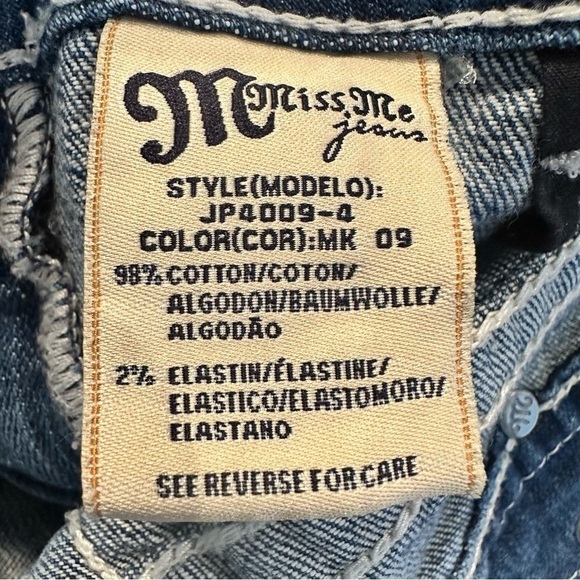 M Miss Me
jeans
STYLE(MODELO):
JP4009-4
COLOR(COR):MK 09
98% COTTON/COTON/
ALGODON/BAUMWOLLE/
ALGODÃO
2% ELASTIN/ÉLASTINE/
ELASTICO/ELASTOMORO/
ELASTANO
SEE REVERSE FOR CARE
M